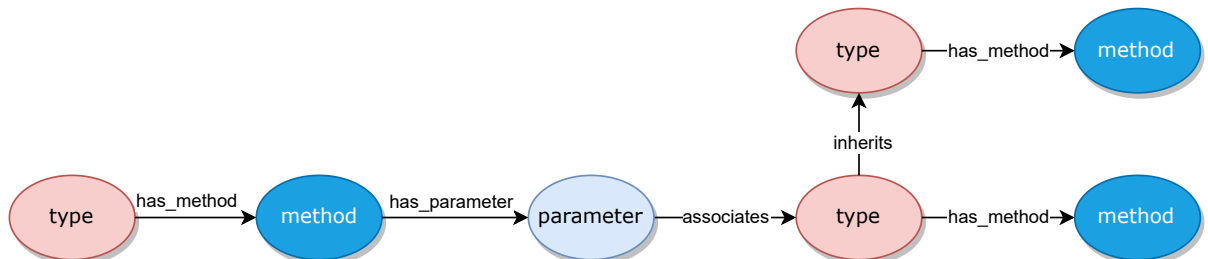 type
has_method
method
inherits
type
has_method
method
has_parameter
parameter
associates
type
has_method
method